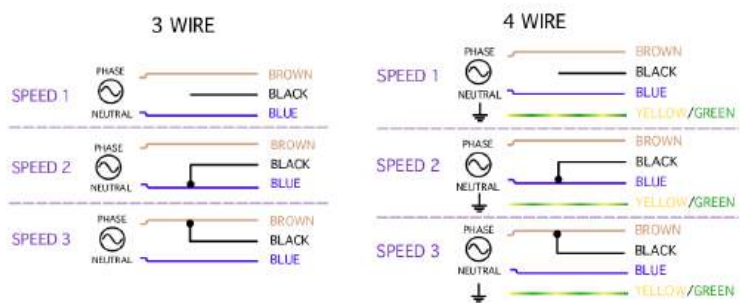 3 WIRE
SPEED 1
PHASE
NEUTRAL
BROWN
BLACK
BLUE
SPEED 2
PHASE
NEUTRAL
BROWN
BLACK
BLUE
SPEED 3
PHASE
NEUTRAL
BROWN
BLACK
BLUE
4 WIRE
SPEED 1
PHASE
NEUTRAL
BROWN
BLACK
BLUE
YELLOW/GREEN
SPEED 2
PHASE
NEUTRAL
BROWN
BLACK
BLUE
YELLOW/GREEN
SPEED 3
PHASE
NEUTRAL
BROWN
BLACK
BLUE
YELLOW/GREEN